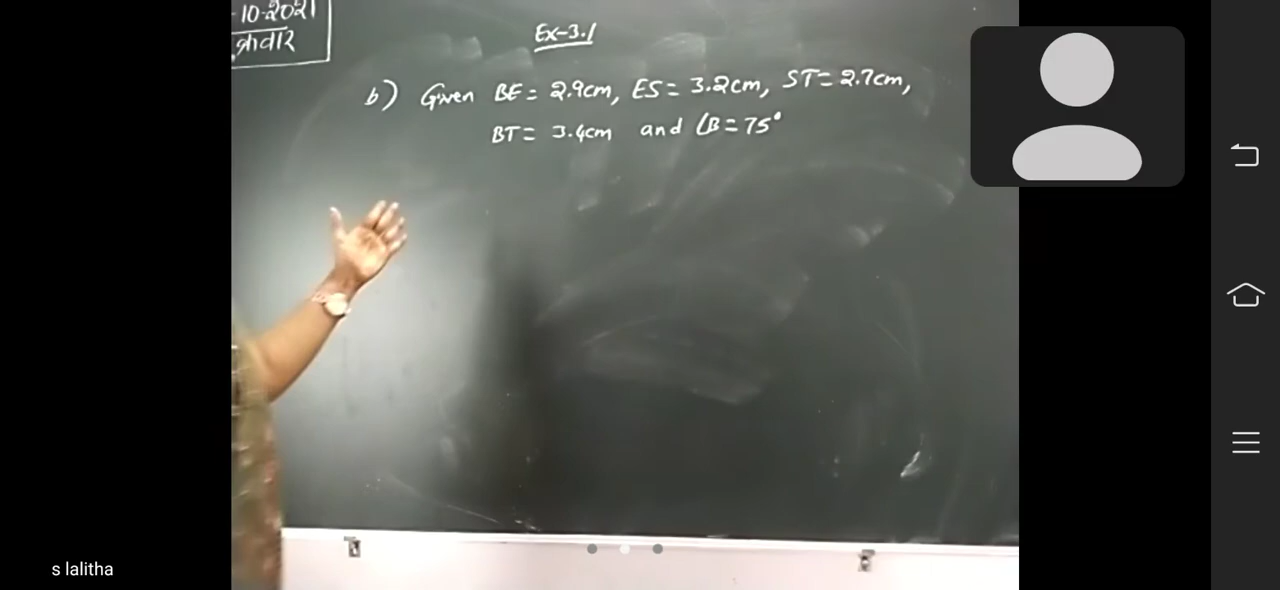 -10-2021
Ex-3.1
b) Given BE = 2.9cm, ES = 3.2cm, ST = 2.7cm,
BT = 3.4cm and ∠B = 75°
s lalitha